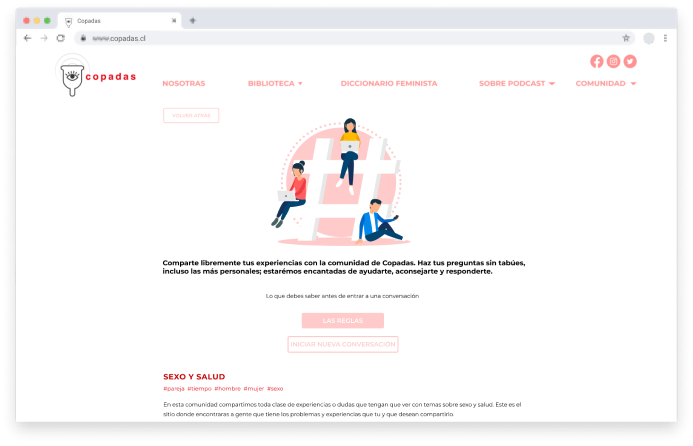 Copadas
www.copadas.cl
copadas
NOSOTRAS
BIBLIOTECA
DICCIONARIO FEMINISTA
SOBRE PODCAST
COMUNIDAD
VOLVER ATRÁS
Comparte libremente tus experiencias con la comunidad de Copadas. Haz tus preguntas sin tabúes,
incluso las más personales; estarémos encantadas de ayudarte, aconsejarte y responderte.
Lo que debes saber antes de entrar a una conversación
LAS REGLAS
INICIAR NUEVA CONVERSACIÓN
SEXO Y SALUD
#pareja #tiempo #hombre #mujer #sexo
En esta comunidad compartimos toda clase de experiencias o dudas que tengan que ver con temas sobre sexo y salud. Este es el
sitio donde encontraras a gente que tiene los problemas y experiencias que tu y que desean compartirlo.